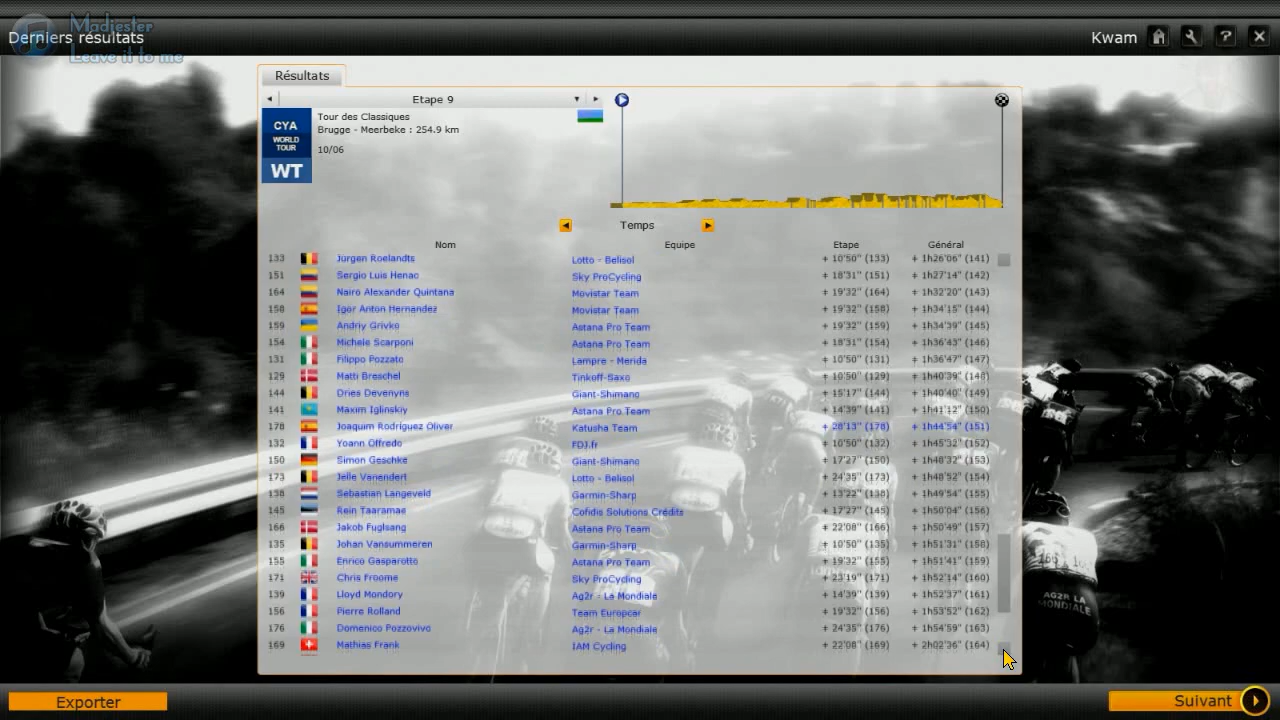 Madjester
Derniers résultats
Leave it to me
Kwam
?
Résultats
Etape 9
CYA
WORLD
TOUR
WT
Tour des Classiques
Brugge - Meerbeke : 254.9 km
10/06
Temps
Nom Equipe Etape Général
133 Jürgen Roelandts Lotto - Belisol + 10'50" (133) + 1h26'06" (141)
151 Sergio Luis Henao Sky ProCycling + 18'31" (151) + 1h27'14" (142)
164 Nairo Alexander Quintana Movistar Team + 19'32" (164) + 1h32'20" (143)
158 Igor Anton Hernandez Movistar Team + 19'32" (158) + 1h34'15" (144)
159 Andriy Grivko Astana Pro Team + 19'32" (159) + 1h34'39" (145)
154 Michele Scarponi Astana Pro Team + 18'31" (154) + 1h36'43" (146)
131 Filippo Pozzato Lampre - Merida + 10'50" (131) + 1h36'47" (147)
129 Matti Breschel Tinkoff-Saxo + 10'50" (129) + 1h40'39" (148)
144 Dries Devenyns Giant-Shimano + 15'17" (144) + 1h40'40" (149)
141 Maxim Iglinskiy Astana Pro Team + 14'39" (141) + 1h41'12" (150)
178 Joaquim Rodríguez Oliver Katusha Team + 28'13" (178) + 1h44'54" (151)
132 Yoann Offredo FDJ.fr + 10'50" (132) + 1h45'32" (152)
150 Simon Geschke Giant-Shimano + 17'27" (150) + 1h48'32" (153)
173 Jelle Vanendert Lotto - Belisol + 24'35" (173) + 1h48'52" (154)
138 Sebastian Langeveld Garmin-Sharp + 13'22" (138) + 1h49'54" (155)
145 Rein Taaramae Cofidis Solutions Crédits + 17'27" (145) + 1h50'04" (156)
166 Jakob Fuglsang Astana Pro Team + 22'08" (166) + 1h50'49" (157)
135 Johan Vansummeren Garmin-Sharp + 10'50" (135) + 1h51'31" (158)
155 Enrico Gasparotto Astana Pro Team + 19'32" (155) + 1h51'41" (159)
171 Chris Froome Sky ProCycling + 23'19" (171) + 1h52'14" (160)
139 Lloyd Mondory Ag2r - La Mondiale + 14'39" (139) + 1h52'37" (161)
156 Pierre Rolland Team Europcar + 19'32" (156) + 1h53'52" (162)
176 Domenico Pozzovivo Ag2r - La Mondiale + 24'35" (176) + 1h54'59" (163)
169 Mathias Frank IAM Cycling + 22'08" (169) + 2h02'36" (164)
AG2R LA
MONDIALE
Exporter
Suivant